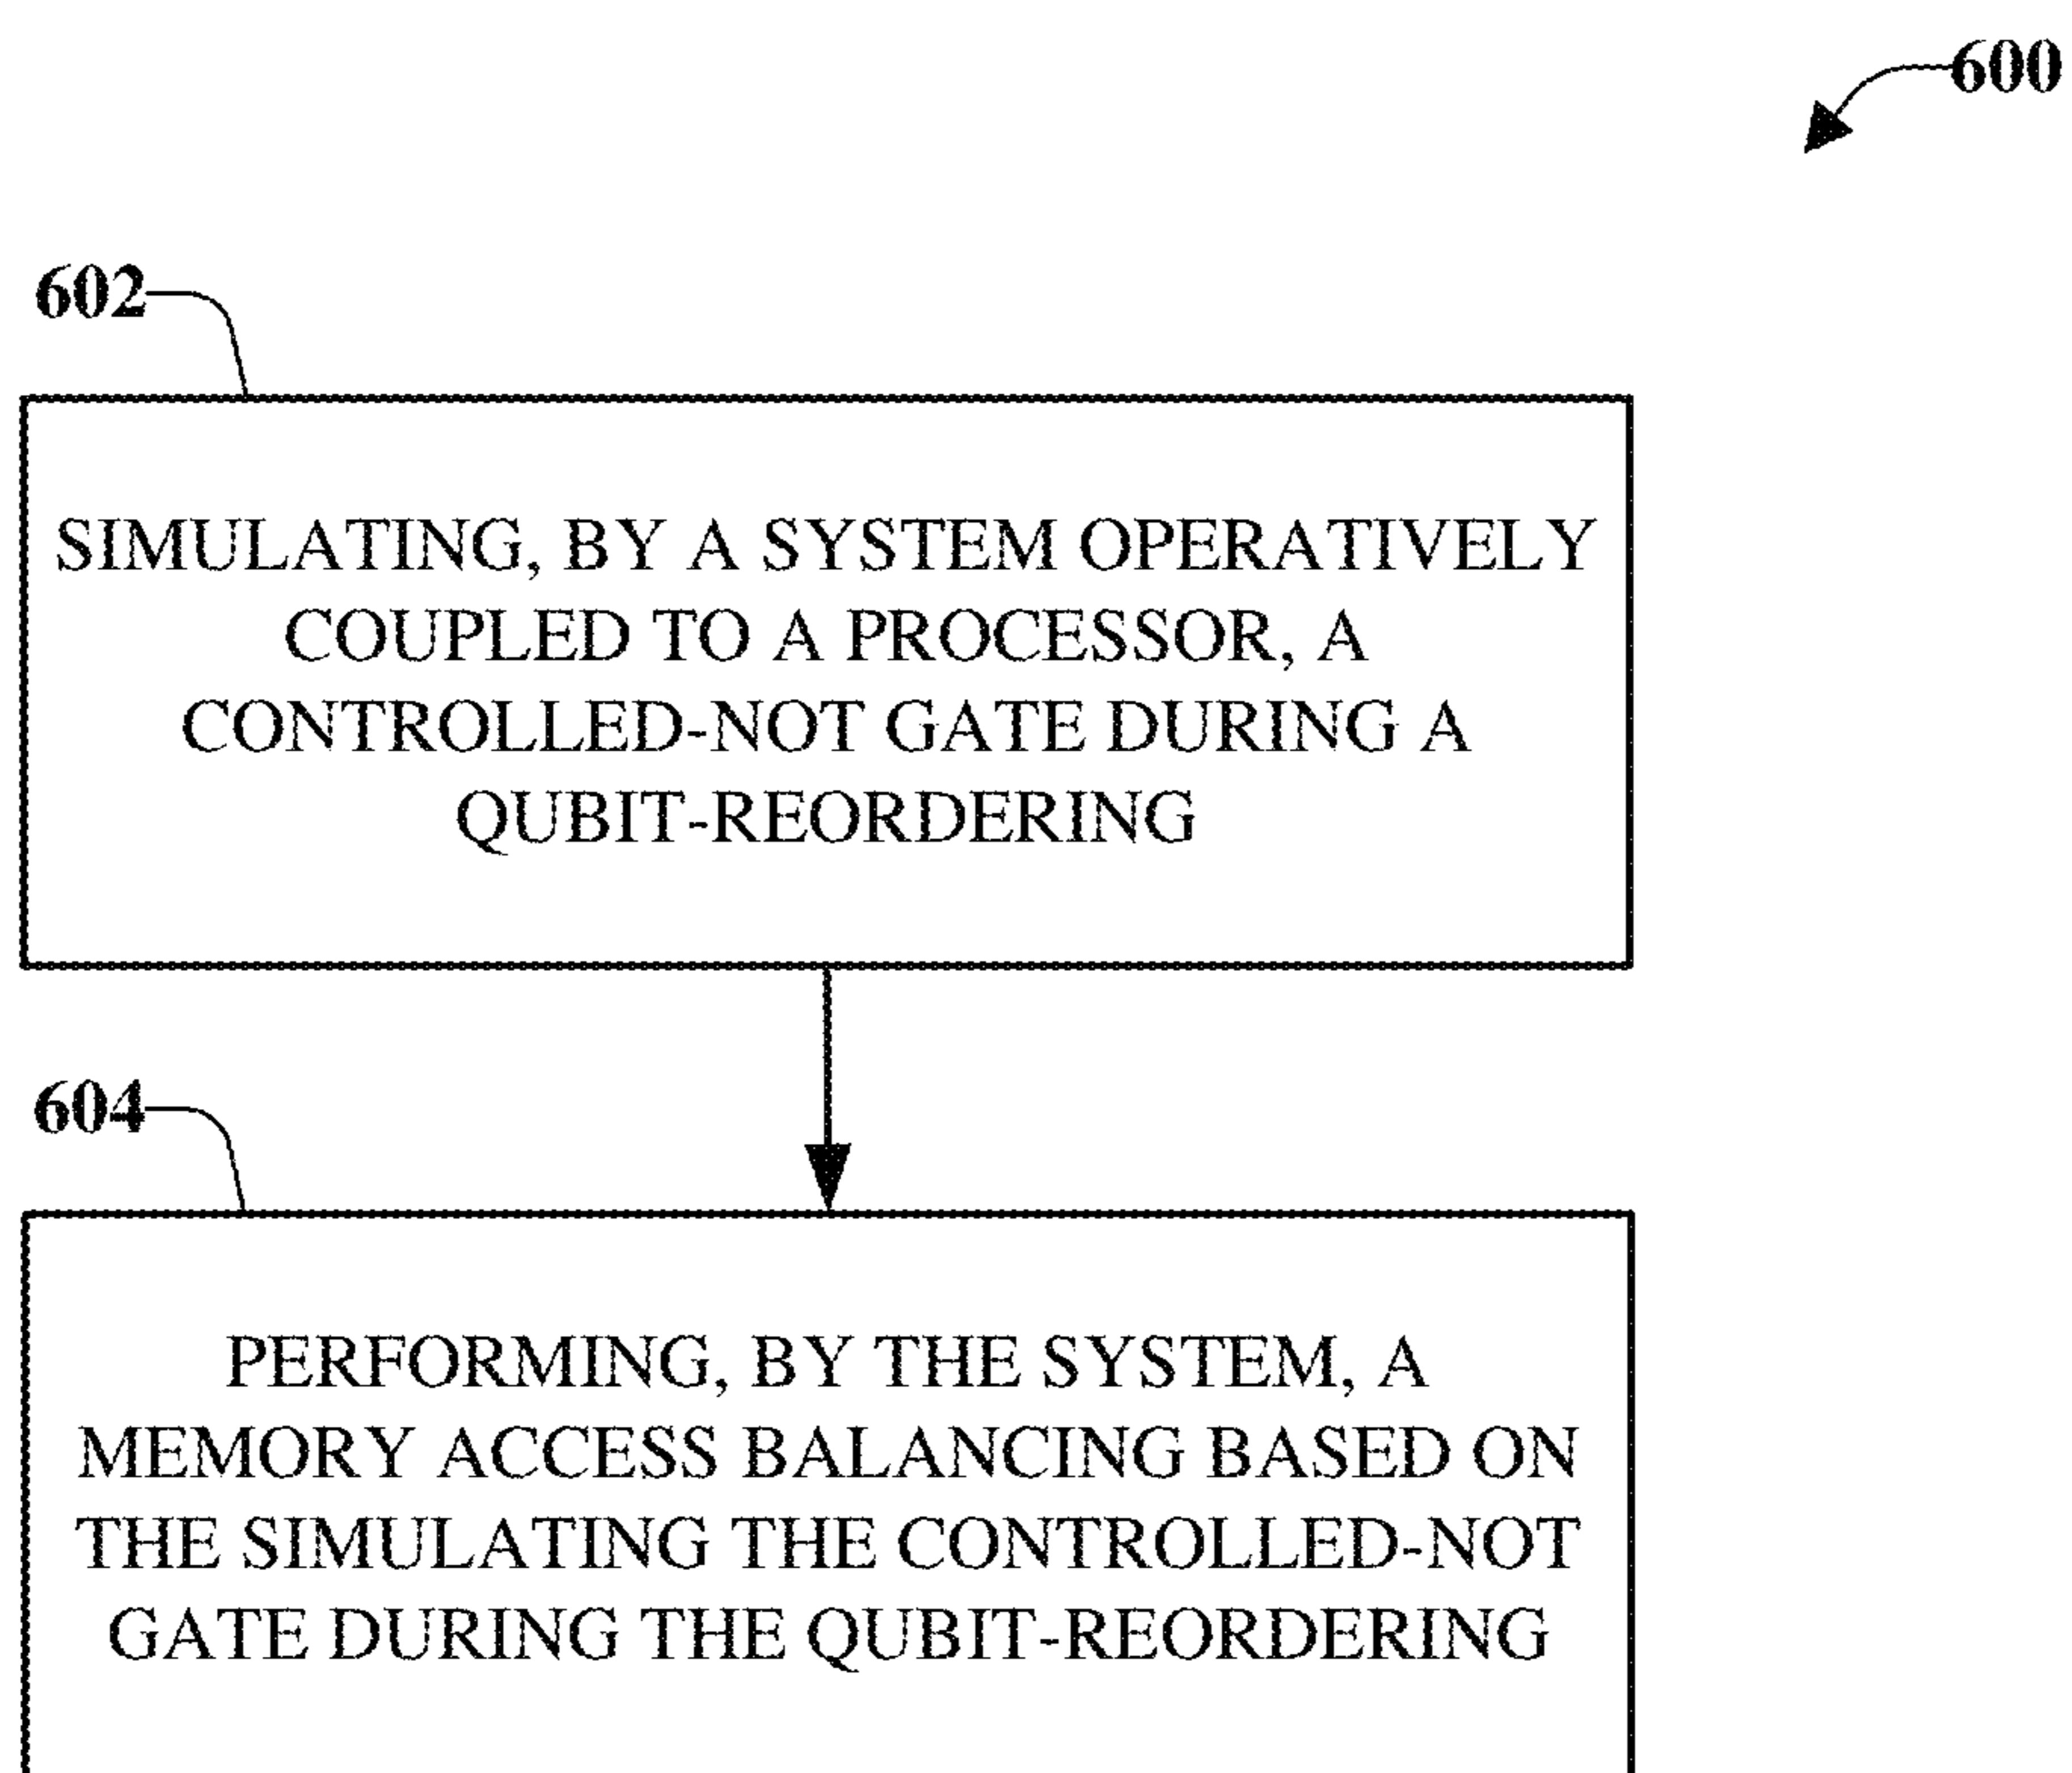 600
602
SIMULATING, BY A SYSTEM OPERATIVELY
COUPLED TO A PROCESSOR, A
CONTROLLED-NOT GATE DURING A
QUBIT-REORDERING
604
PERFORMING, BY THE SYSTEM, A
MEMORY ACCESS BALANCING BASED ON
THE SIMULATING THE CONTROLLED-NOT
GATE DURING THE QUBIT-REORDERING